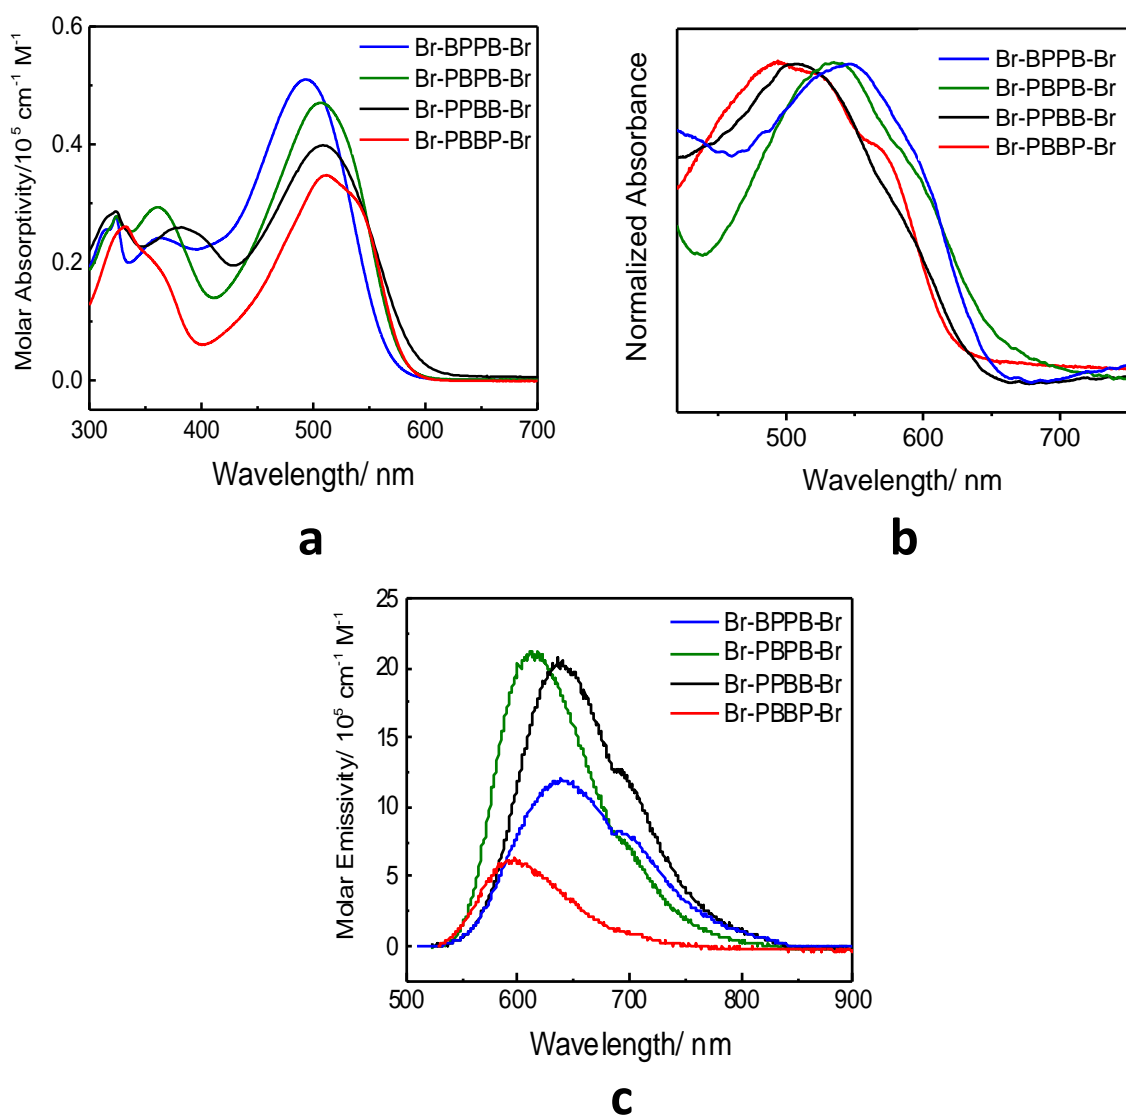 Molar Absorptivity/10⁵ cm⁻¹ M⁻¹
0.6
0.4
0.2
0.0
Br-BPPB-Br
Br-PBPB-Br
Br-PPBB-Br
Br-PBBP-Br
300 400 500 600 700
Wavelength/ nm
a
Normalized Absorbance
Br-BPPB-Br
Br-PBPB-Br
Br-PPBB-Br
Br-PBBP-Br
500 600 700
Wavelength/ nm
b
Molar Emissivity/ 10⁵ cm⁻¹ M⁻¹
25
20
15
10
5
0
Br-BPPB-Br
Br-PBPB-Br
Br-PPBB-Br
Br-PBBP-Br
500 600 700 800 900
Wavelength/ nm
c